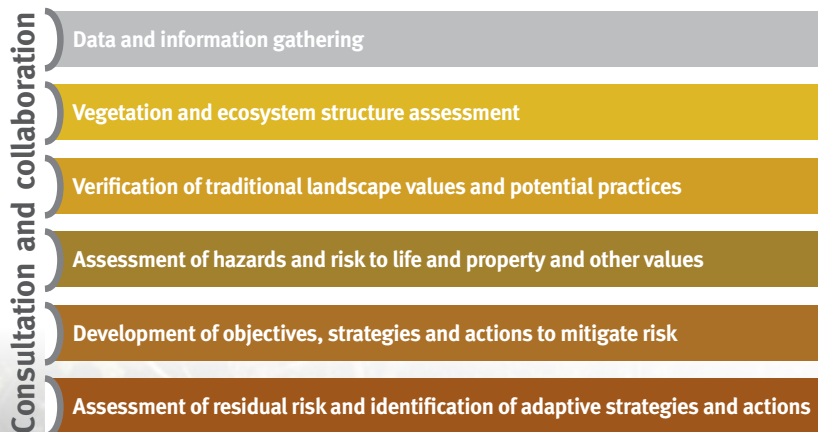 Consultation and collaboration
Data and information gathering
Vegetation and ecosystem structure assessment
Verification of traditional landscape values and potential practices
Assessment of hazards and risk to life and property and other values
Development of objectives, strategies and actions to mitigate risk
Assessment of residual risk and identification of adaptive strategies and actions